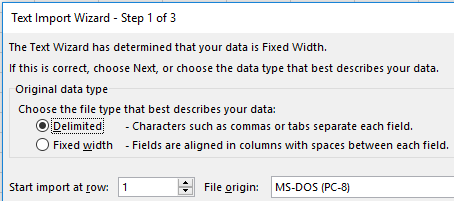 Text Import Wizard - Step 1 of 3
The Text Wizard has determined that your data is Fixed Width.
If this is correct, choose Next, or choose the data type that best describes your data.
Original data type
Choose the file type that best describes your data:
Delimited - Characters such as commas or tabs separate each field.
Fixed width - Fields are aligned in columns with spaces between each field.
Start import at row: 1 File origin: MS-DOS (PC-8)